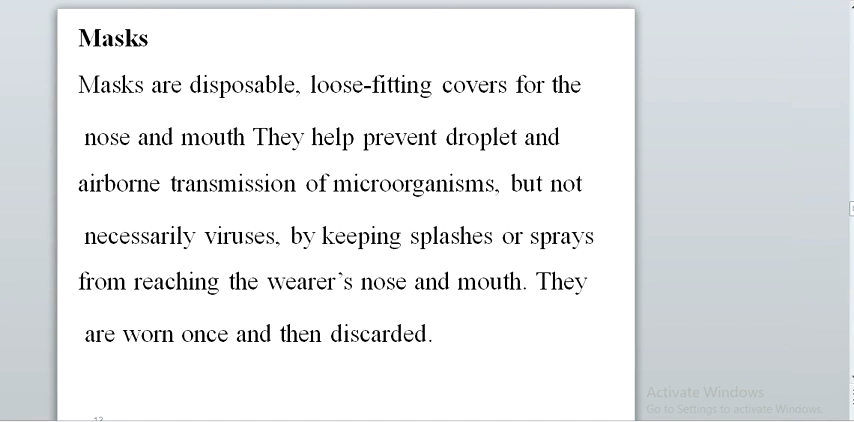 Masks
Masks are disposable, loose-fitting covers for the
nose and mouth They help prevent droplet and
airborne transmission of microorganisms, but not
necessarily viruses, by keeping splashes or sprays
from reaching the wearer’s nose and mouth. They
are worn once and then discarded.
Activate Windows
Go to Settings to activate Windows.